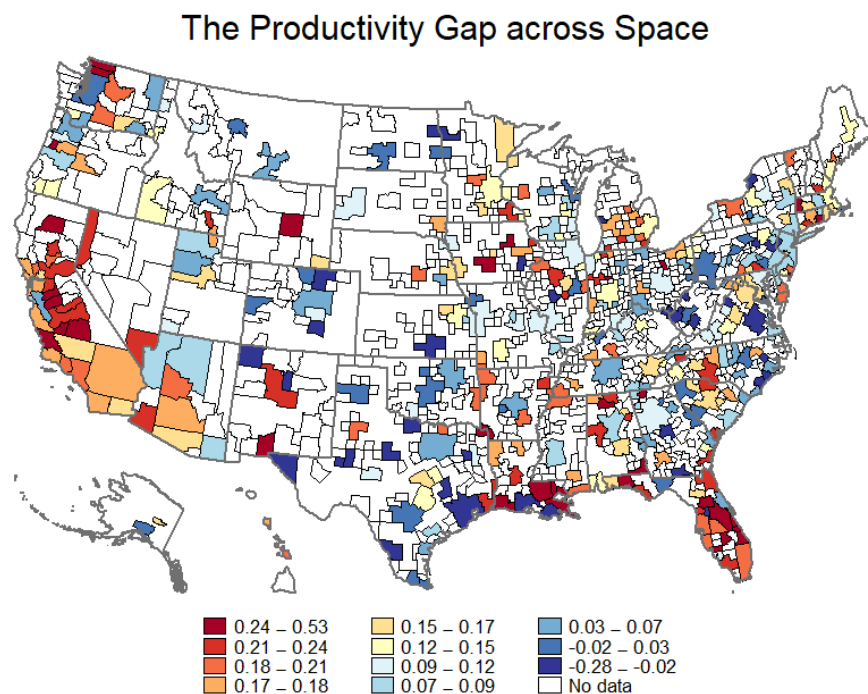 The Productivity Gap across Space
0.24 – 0.53
0.21 – 0.24
0.18 – 0.21
0.17 – 0.18
0.15 – 0.17
0.12 – 0.15
0.09 – 0.12
0.07 – 0.09
0.03 – 0.07
-0.02 – 0.03
-0.28 – -0.02
No data